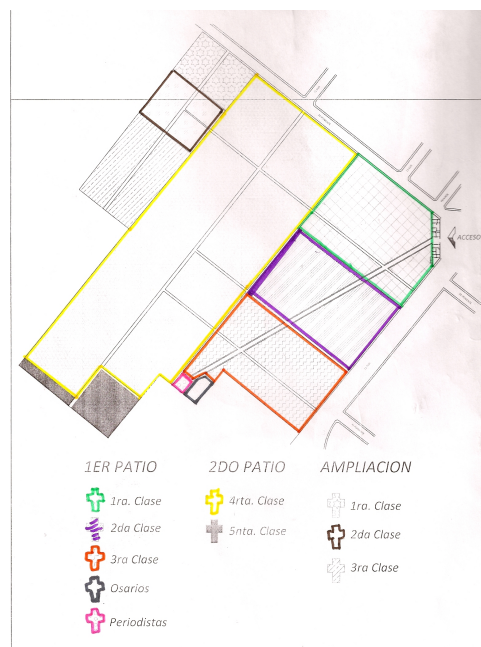 ACCESO
1ER PATIO
1ra. Clase
2da Clase
3ra Clase
Osarios
Periodistas
2DO PATIO
4rta. Clase
5nta. Clase
AMPLIACION
1ra. Clase
2da Clase
3ra Clase